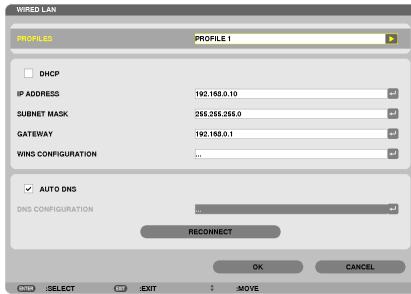 WIRED LAN
PROFILES PROFILE 1
DHCP
IP ADDRESS 192.168.0.10
SUBNET MASK 255.255.255.0
GATEWAY 192.168.0.1
WINS CONFIGURATION ...
AUTO DNS
DNS CONFIGURATION ...
RECONNECT
OK CANCEL
ENTER :SELECT EXIT :EXIT :MOVE